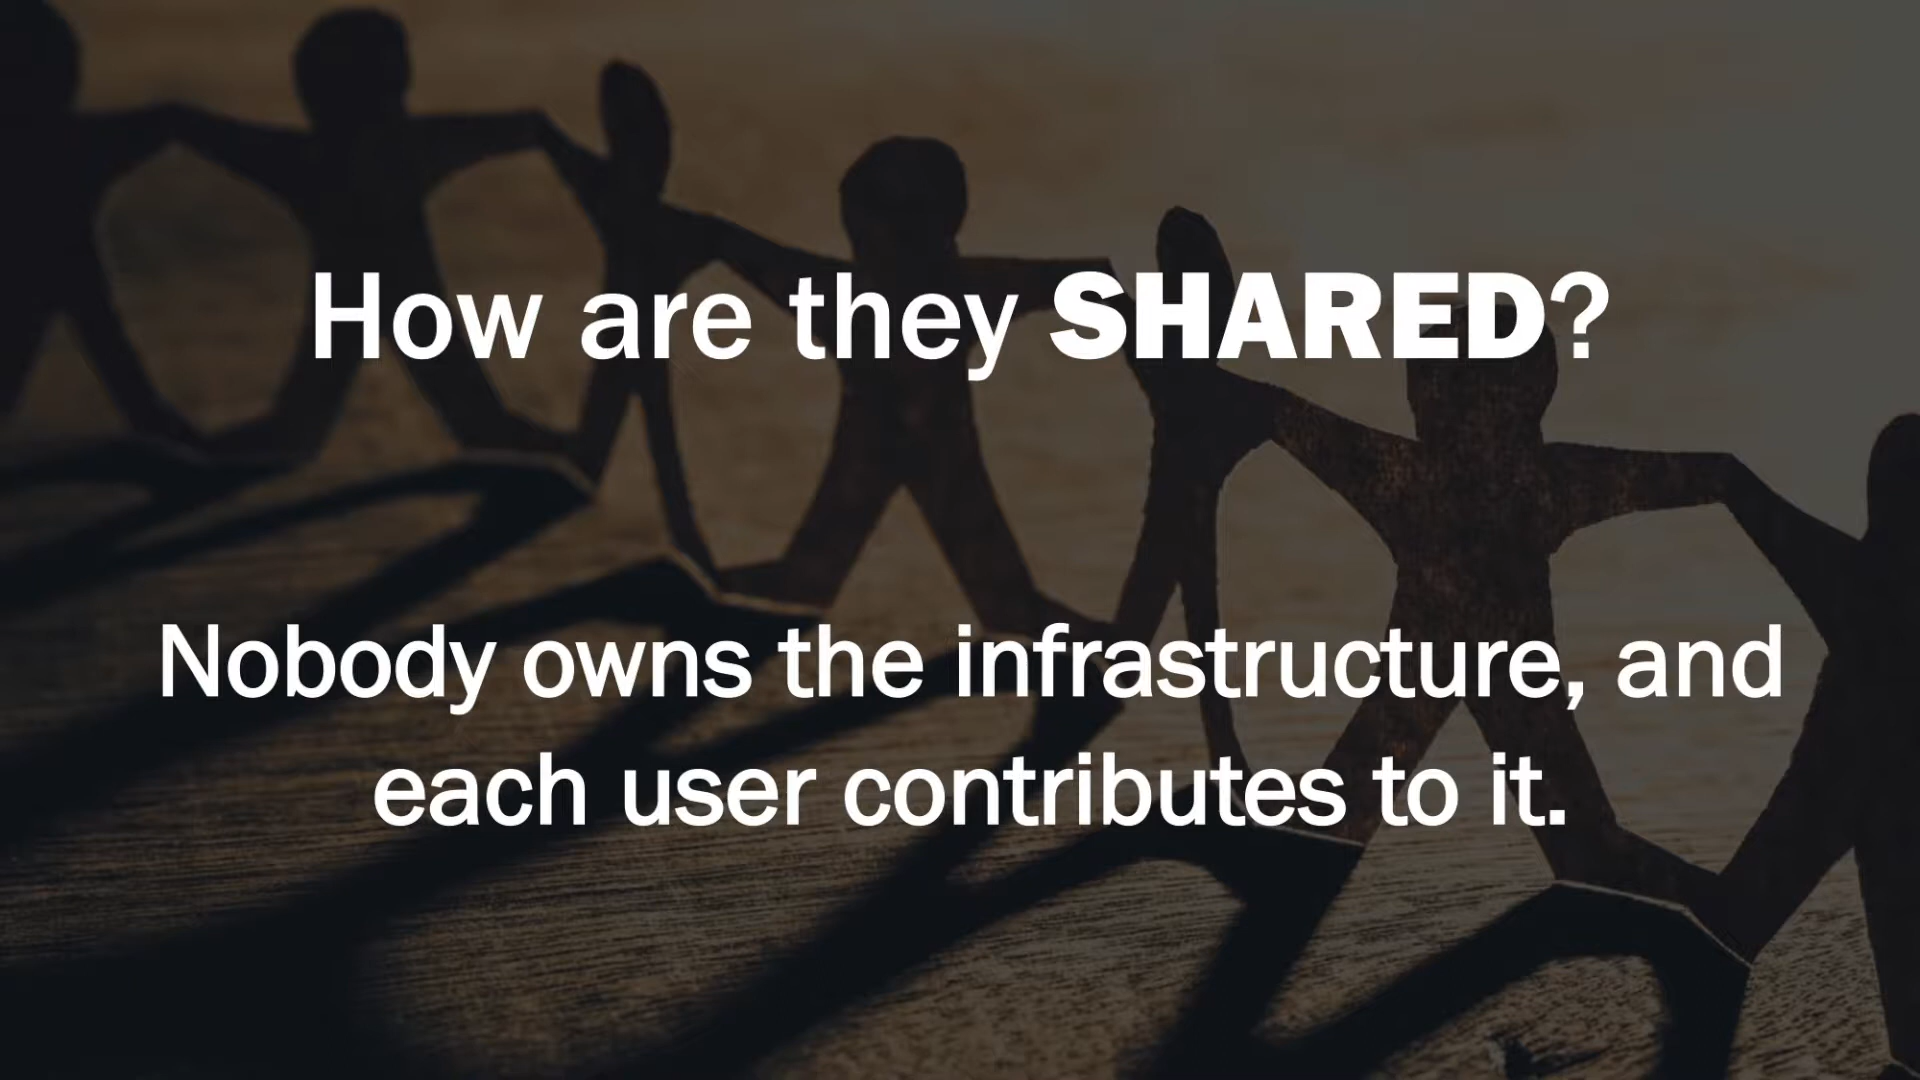 How are they SHARED?
Nobody owns the infrastructure, and
each user contributes to it.